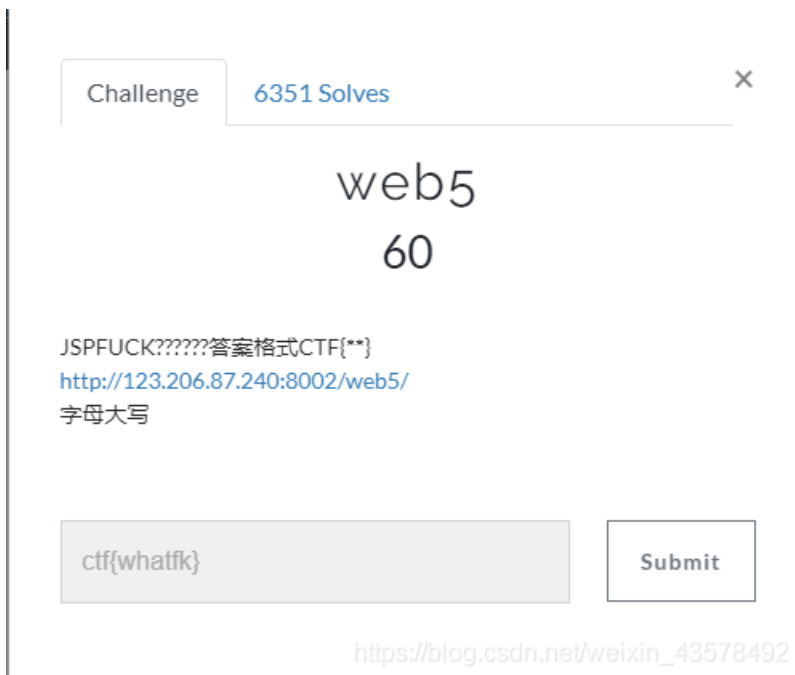 Challenge
6351 Solves
×
web5
60
JSPFUCK??????答案格式CTF{**}
http://123.206.87.240:8002/web5/
字母大写
ctf{whatfk}
Submit
https://blog.csdn.net/weixin_43578492